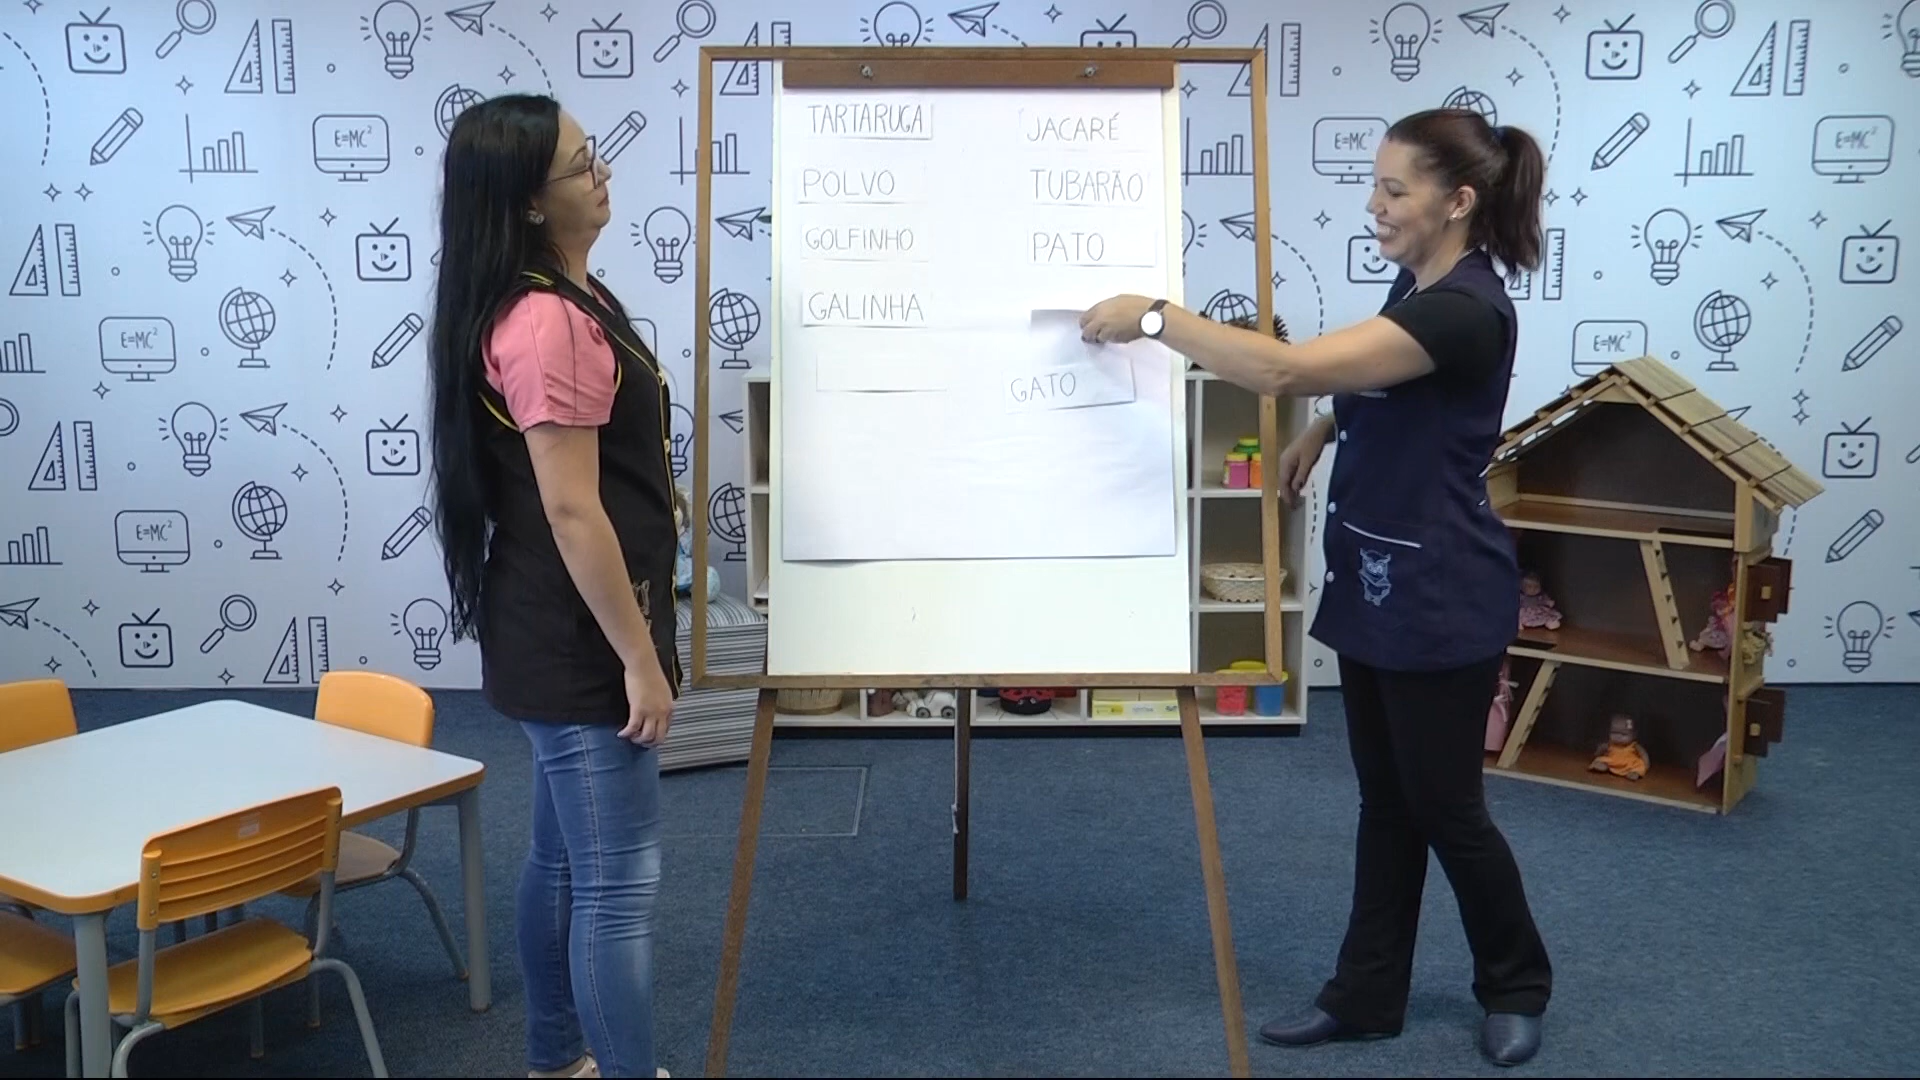 TARTARUGA
JACARÉ
POLVO
TUBARÃO
GOLFINHO
PATO
GALINHA
GATO
E=MC²
E=MC²
E=MC²
E=MC²
E=MC²
E=MC²